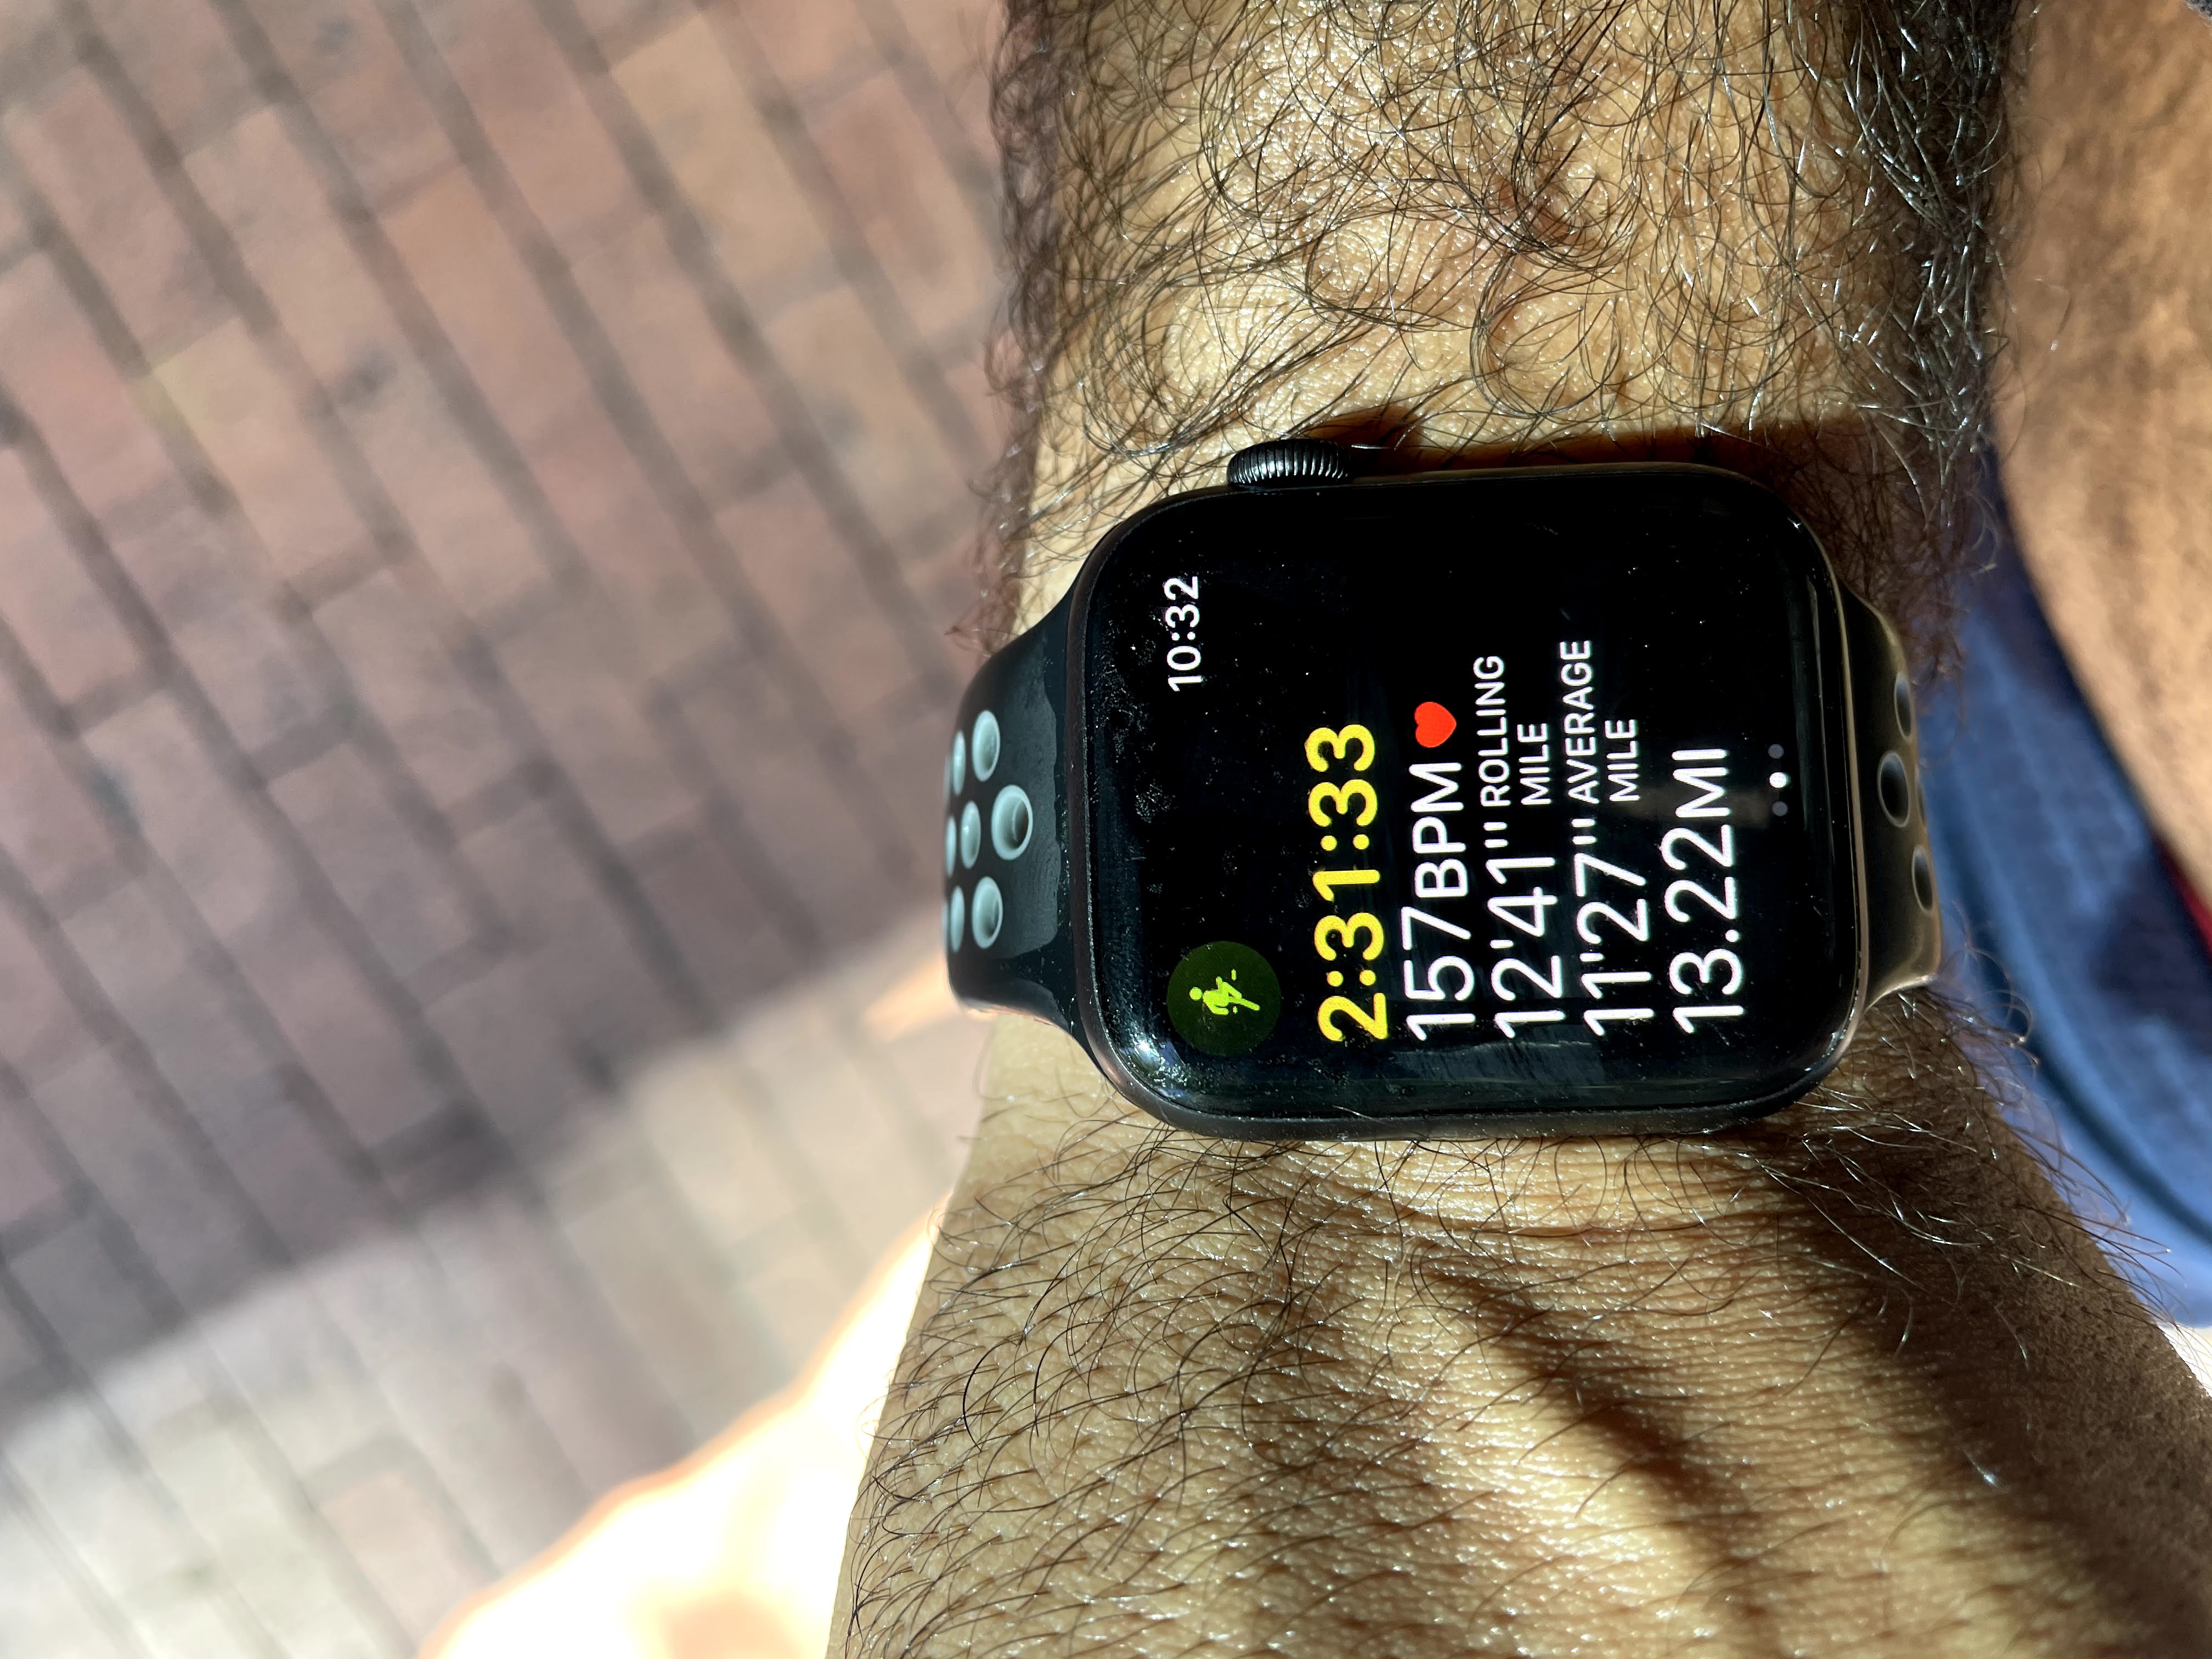 10:32
2:31:33
157BPM
12'41" ROLLING
MILE
11'27" AVERAGE
MILE
13.22MI